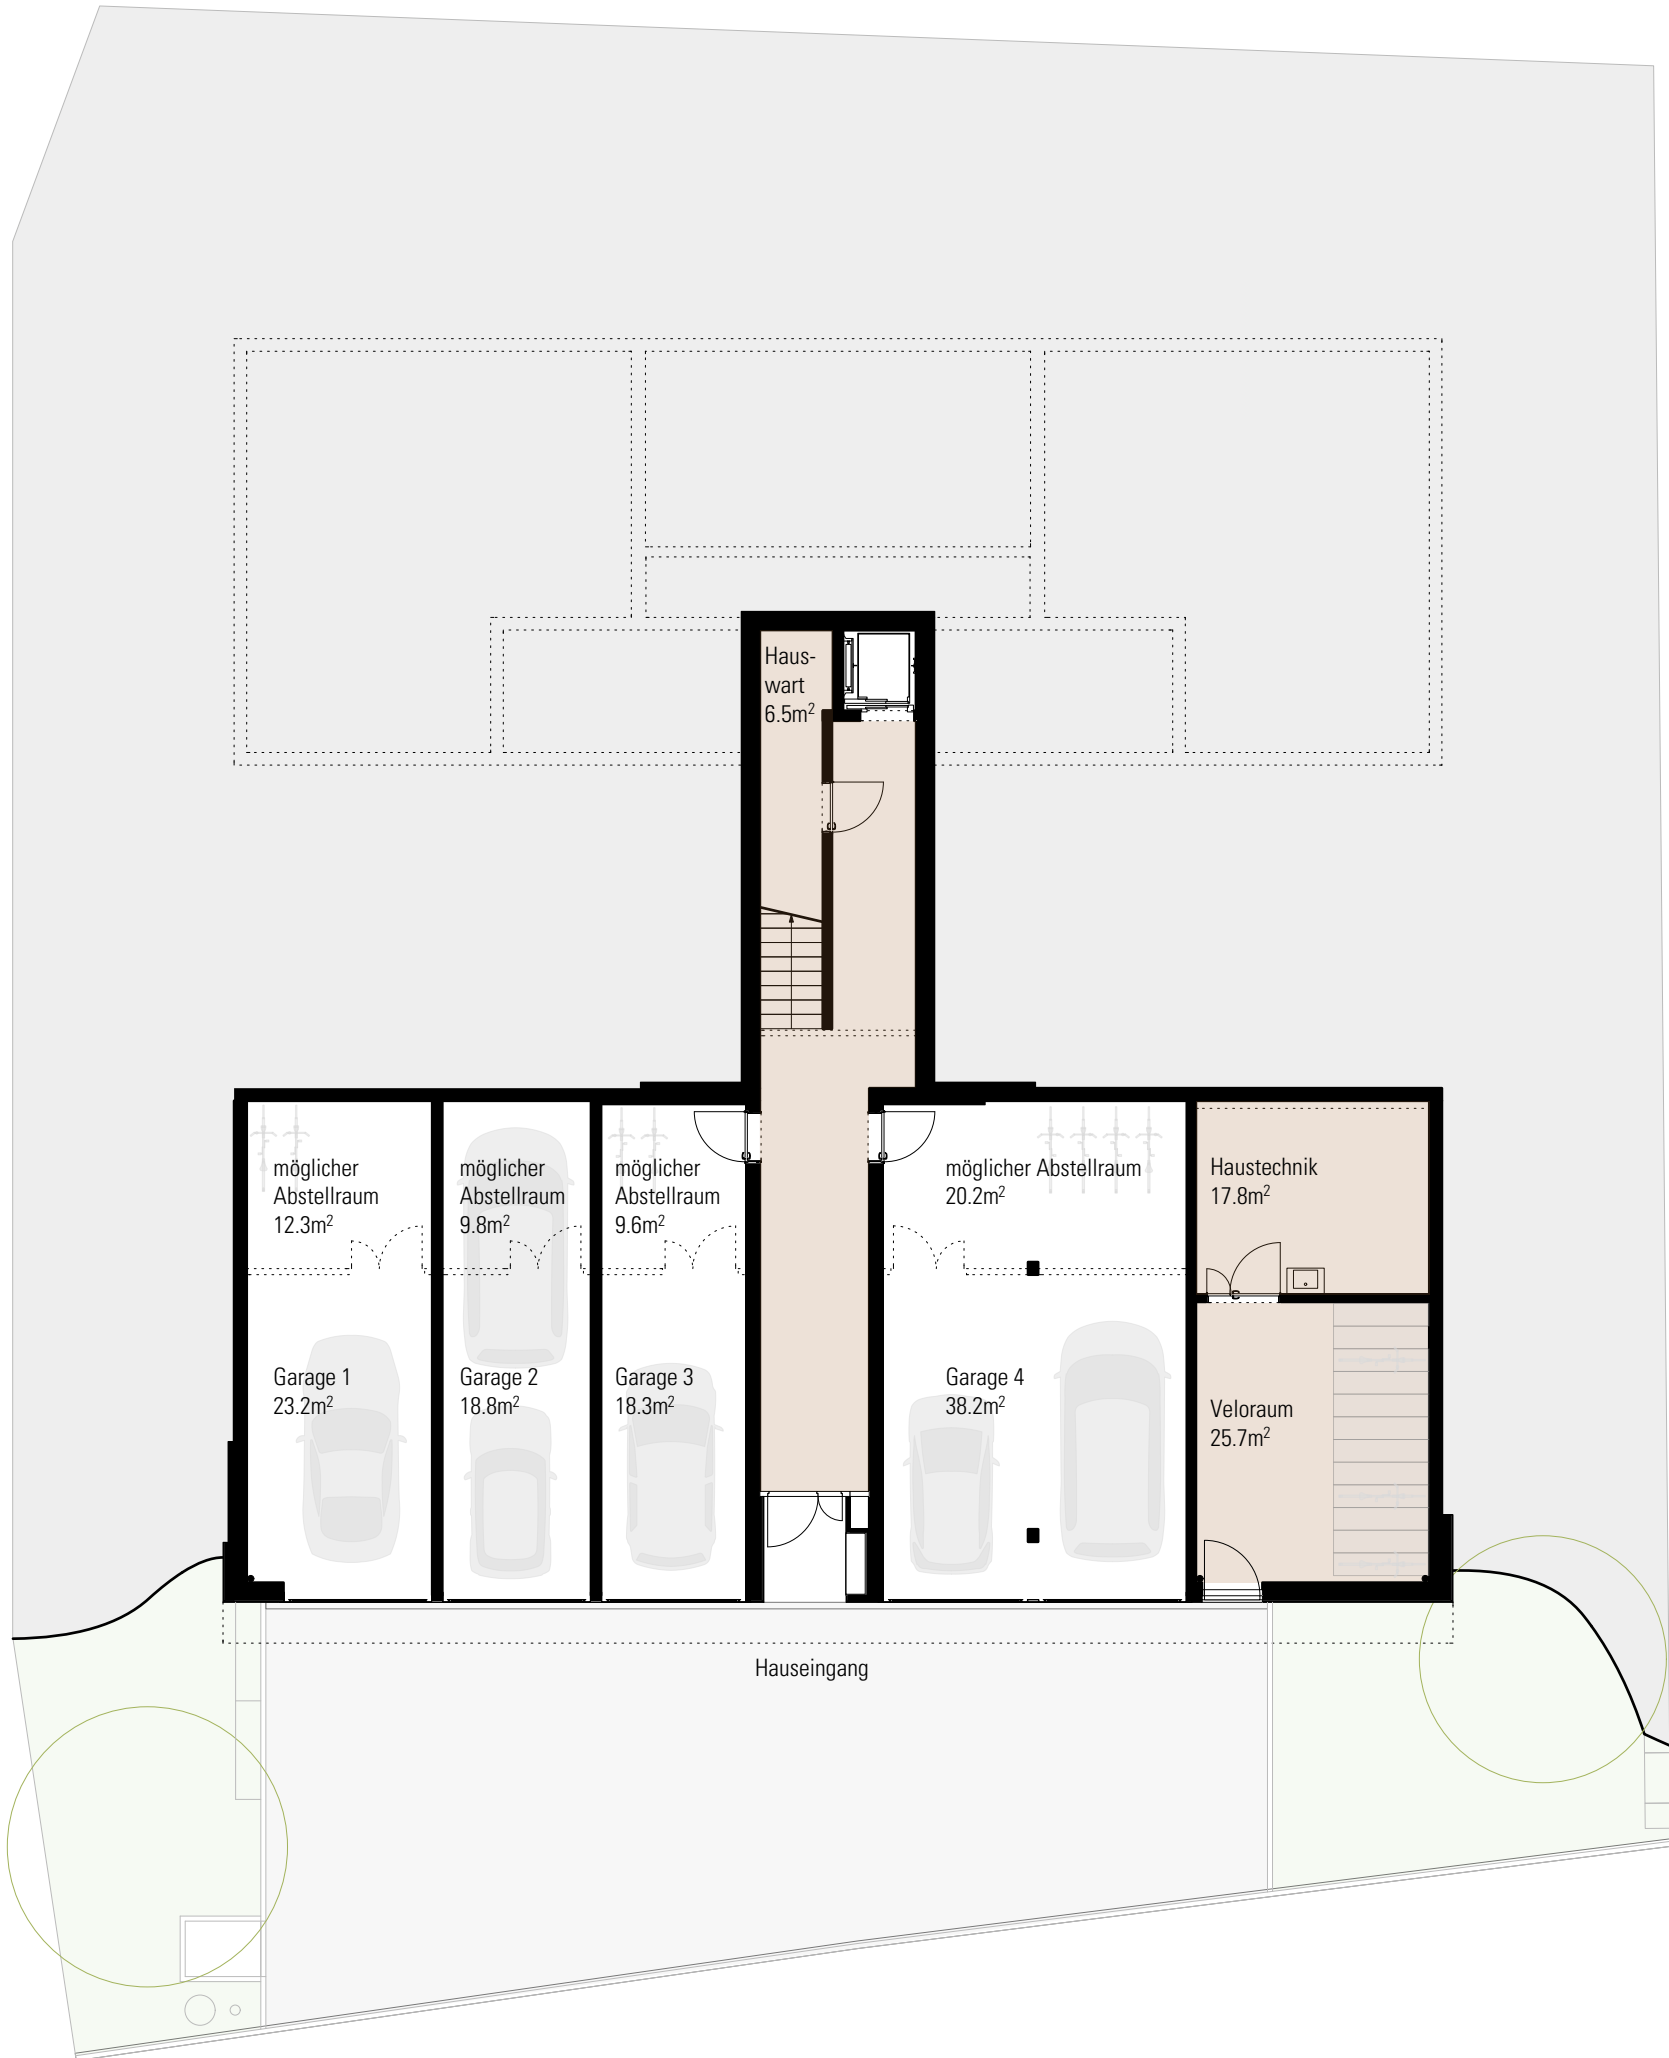 Haus-
wart
6.5m²
möglicher
Abstellraum
12.3m²
möglicher
Abstellraum
9.8m²
möglicher
Abstellraum
9.6m²
möglicher Abstellraum
20.2m²
Haustechnik
17.8m²
Garage 1
23.2m²
Garage 2
18.8m²
Garage 3
18.3m²
Garage 4
38.2m²
Veloraum
25.7m²
Hauseingang